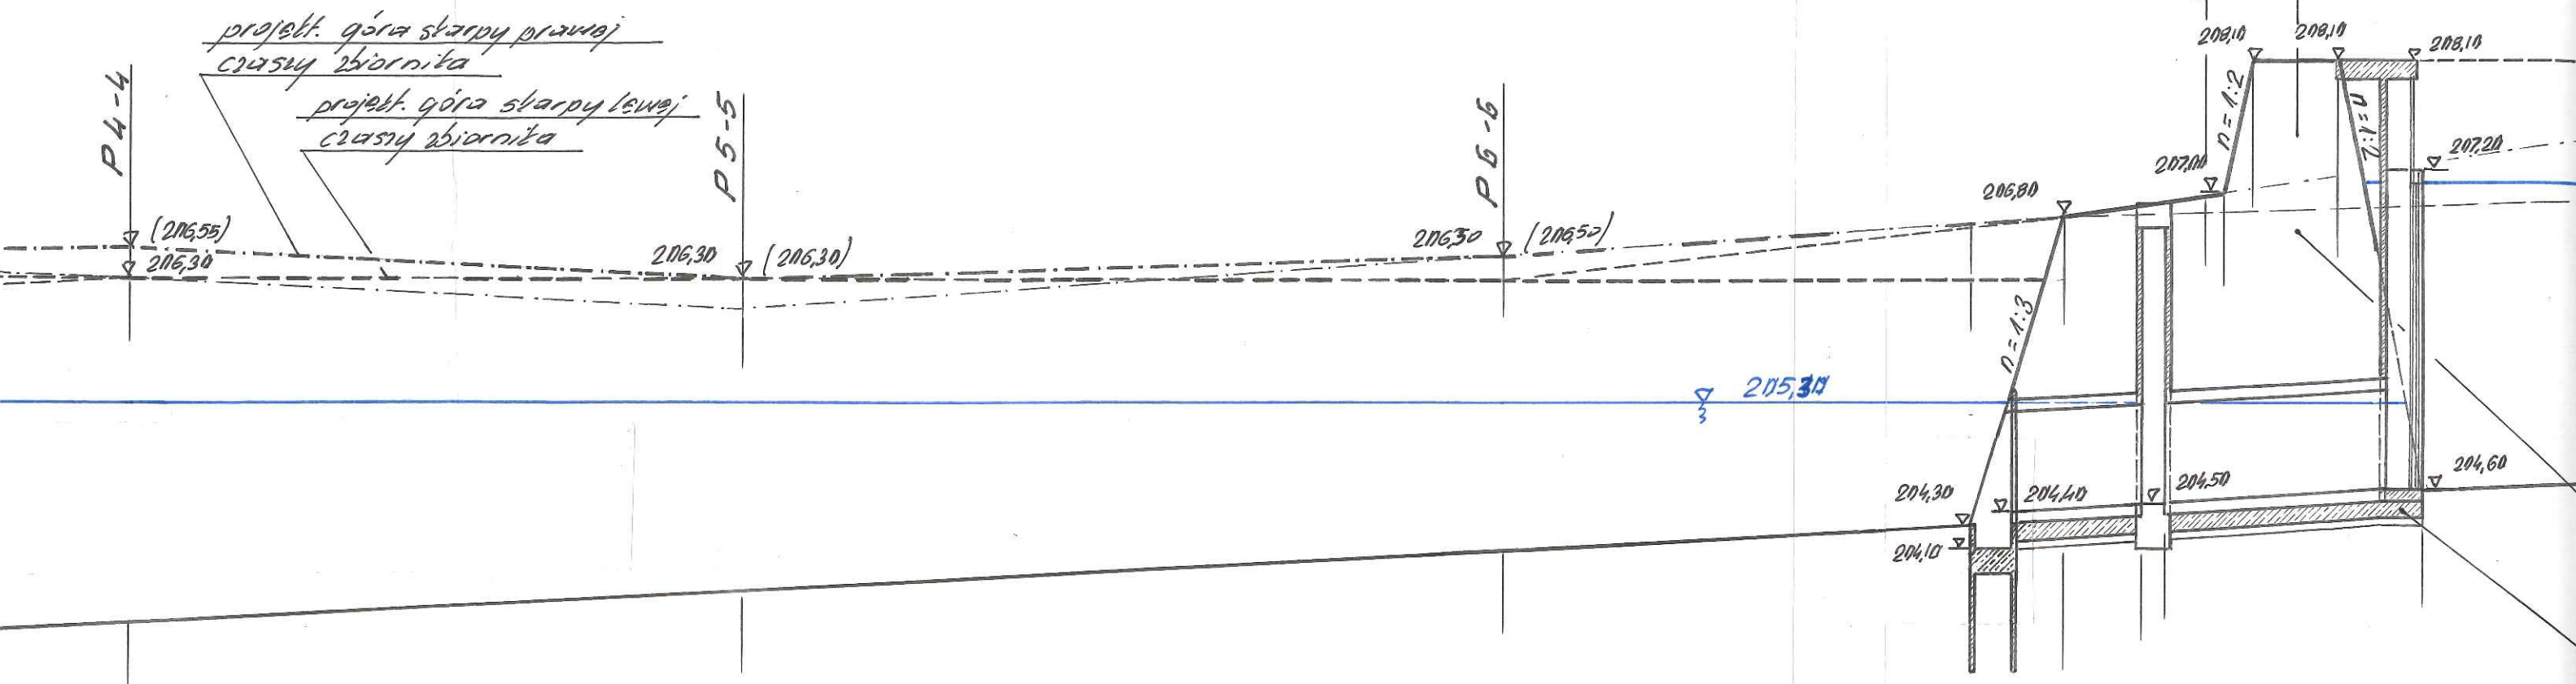 projekt. góra skarpy prawej
czaszy zbiornika
projekt. góra skarpy lewej
czaszy zbiornika
P 4-4
P 5-5
P 6-6
(206,55)
206,30
206,30
(206,30)
206,30
(206,50)
206,80
207,00
208,10
208,10
208,10
n=1:2
n=1:2
207,20
n=1:3
205,30
204,30
204,40
204,50
204,60
204,10